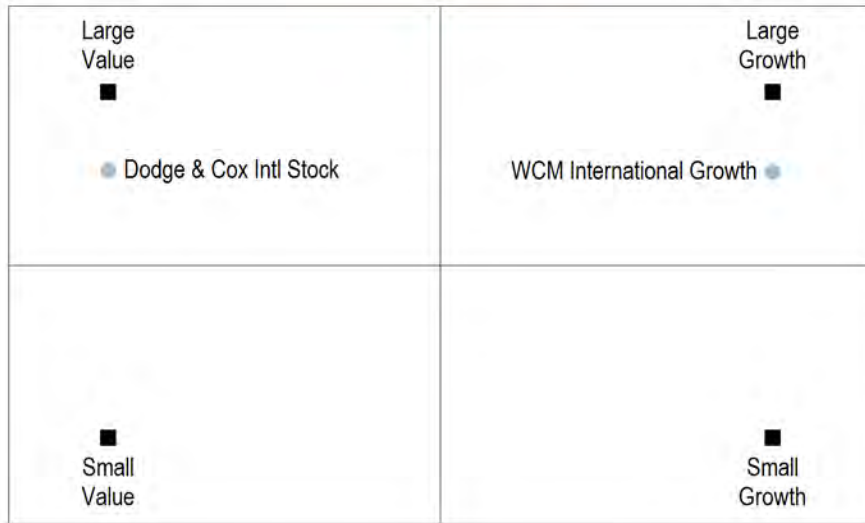 Large
Value
Large
Growth
Dodge & Cox Intl Stock
WCM International Growth
Small
Value
Small
Growth